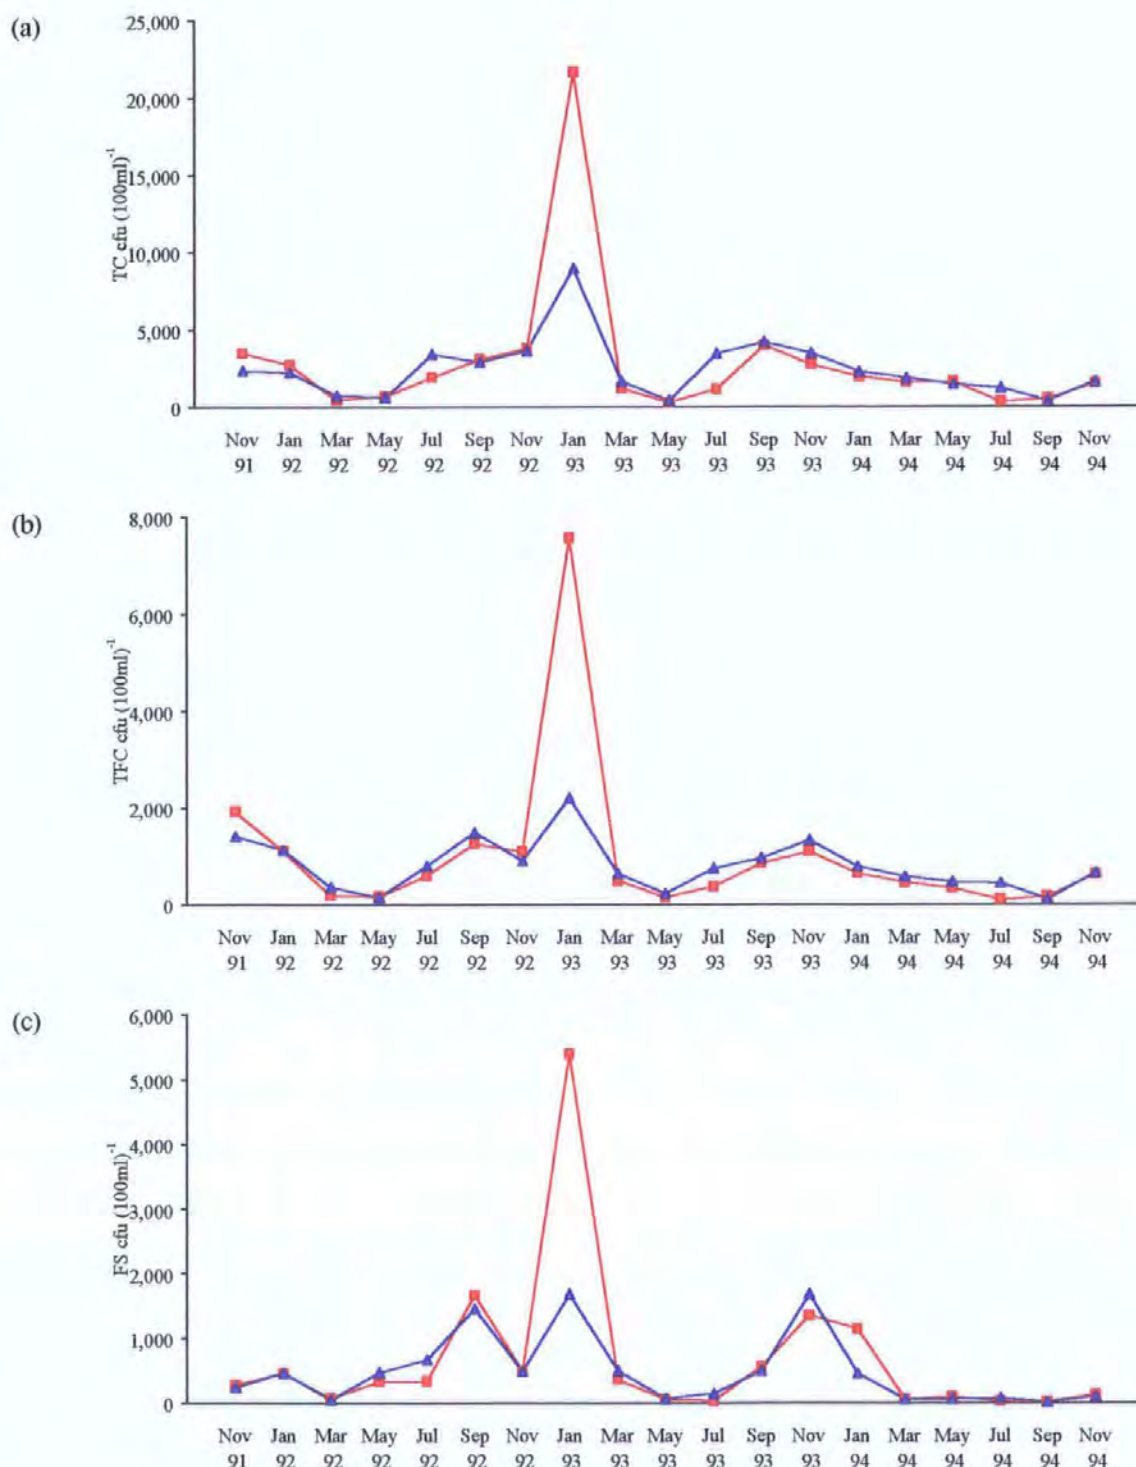 (a)
25,000
20,000
15,000
10,000
5,000
0
TC cfu (100ml)⁻¹
Nov Jan Mar May Jul Sep Nov Jan Mar May Jul Sep Nov Jan Mar May Jul Sep Nov
91 92 92 92 92 92 92 93 93 93 93 93 93 94 94 94 94 94 94
(b)
8,000
6,000
4,000
2,000
0
TFC cfu (100ml)⁻¹
Nov Jan Mar May Jul Sep Nov Jan Mar May Jul Sep Nov Jan Mar May Jul Sep Nov
91 92 92 92 92 92 92 93 93 93 93 93 93 94 94 94 94 94 94
(c)
6,000
5,000
4,000
3,000
2,000
1,000
0
FS cfu (100ml)⁻¹
Nov Jan Mar May Jul Sep Nov Jan Mar May Jul Sep Nov Jan Mar May Jul Sep Nov
91 92 92 92 92 92 92 93 93 93 93 93 93 94 94 94 94 94 94